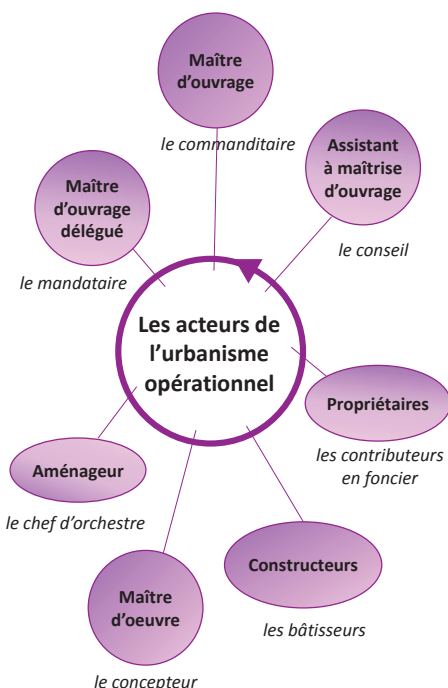 Maître
d'ouvrage
le commanditaire
Assistant
à maîtrise
d'ouvrage
le conseil
Maître
d'ouvrage
délégué
le mandataire
Les acteurs de
l'urbanisme
opérationnel
Propriétaires
les contributeurs
en foncier
Aménageur
le chef d'orchestre
Constructeurs
les bâtisseurs
Maître
d'oeuvre
le concepteur